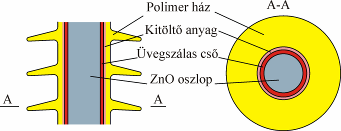 Polimer ház
A-A
Kitöltő anyag
Üvegszálas cső
ZnO oszlop
A
A